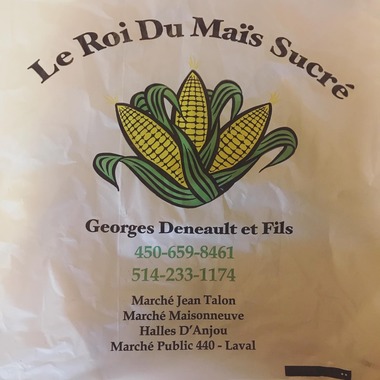 Le Roi Du Maïs Sucré
Georges Deneault et Fils
450-659-8461
514-233-1174
Marché Jean Talon
Marché Maisonneuve
Halles D'Anjou
Marché Public 440 - Laval